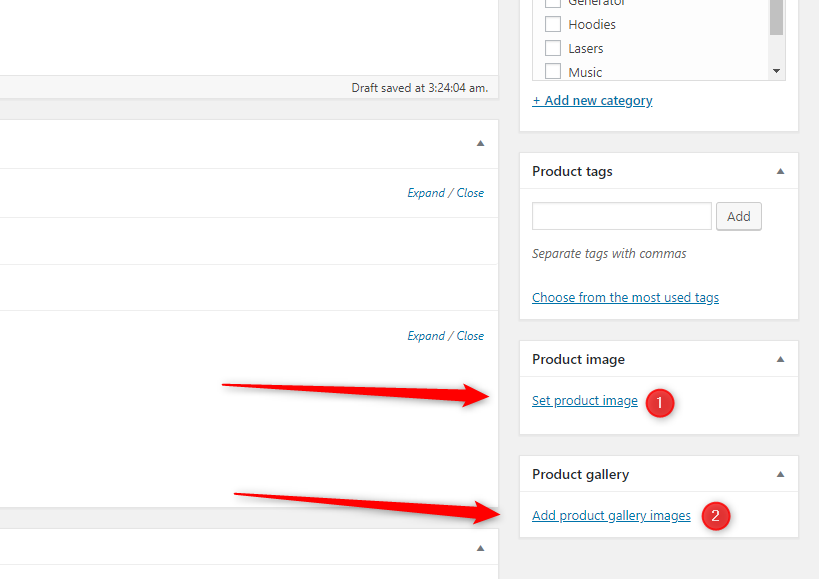 Generator
Hoodies
Lasers
Music
Draft saved at 3:24:04 am.
+ Add new category
Expand / Close
Product tags
Add
Separate tags with commas
Choose from the most used tags
Expand / Close
Product image
Set product image 1
Product gallery
Add product gallery images 2